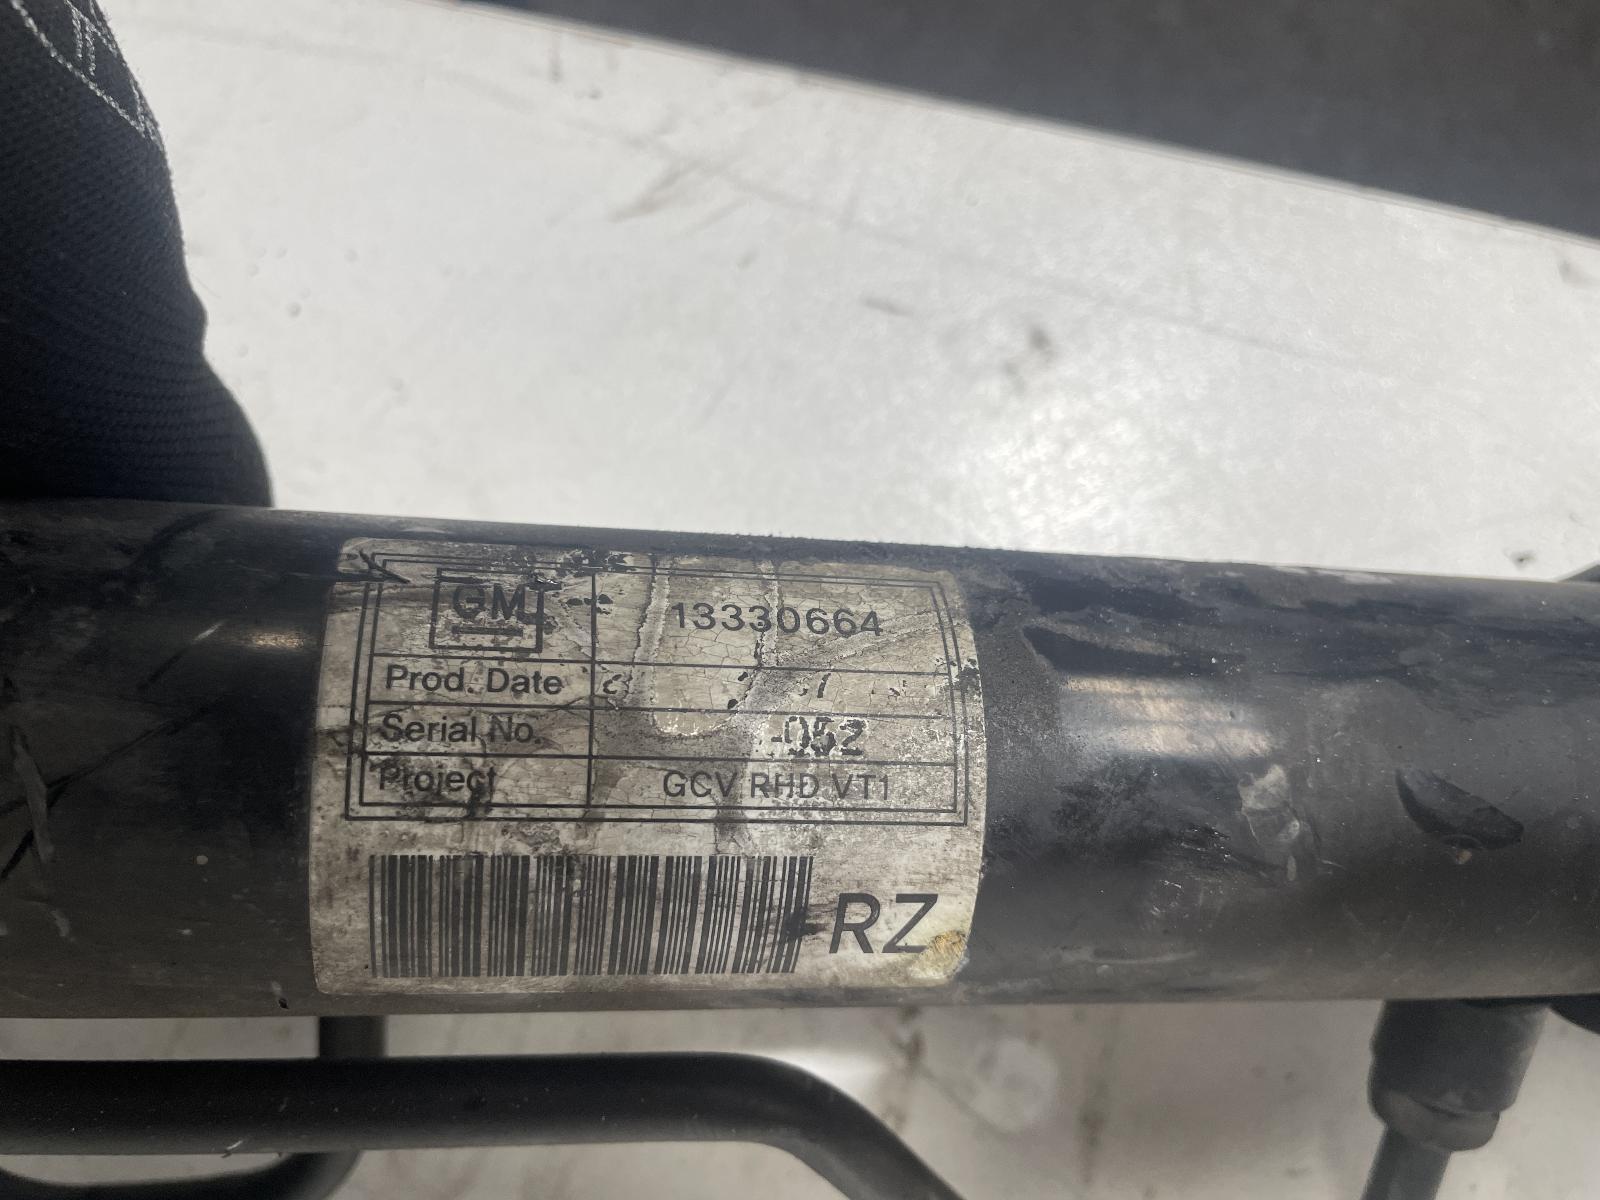 GM 13330664
Prod. Date
Serial No. -052
Project GCV RHD VT1
RZ